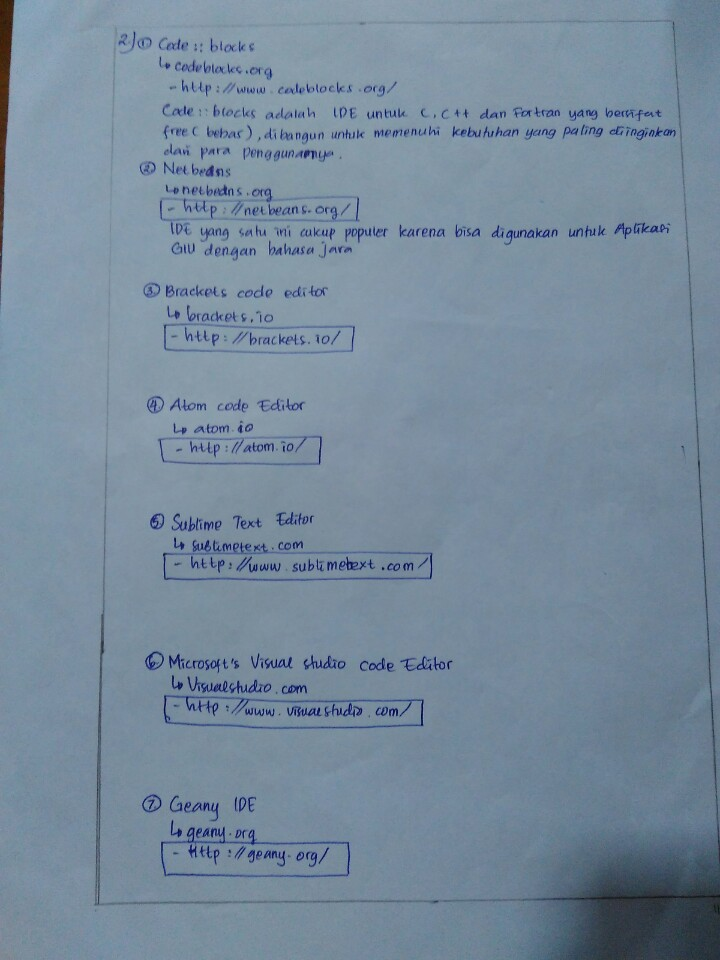 2.) ① Code :: blocks
↳ codeblocks.org
- http://www.codeblocks.org/
Code :: blocks adalah IDE untuk C, C++ dan Fortran yang bersifat
free ( bebar ), dibangun untuk memenuhi kebutuhan yang paling diinginkan
dari para penggunanya.
② Netbeans
↳ netbeans.org
- http://netbeans.org/
IDE yang satu ini cukup populer karena bisa digunakan untuk Aplikasi
GIU dengan bahasa java
③ Brackets code editor
↳ brackets.io
- http://brackets.io/
④ Atom code Editor
↳ atom.io
- http://atom.io/
⑤ Sublime Text Editor
↳ sublimetext.com
- http://www.sublimetext.com/
⑥ Microsoft's Visual studio code Editor
↳ Visualstudio.com
- http://www.visualstudio.com/
⑦ Geany IDE
↳ geany.org
- Http://geany.org/